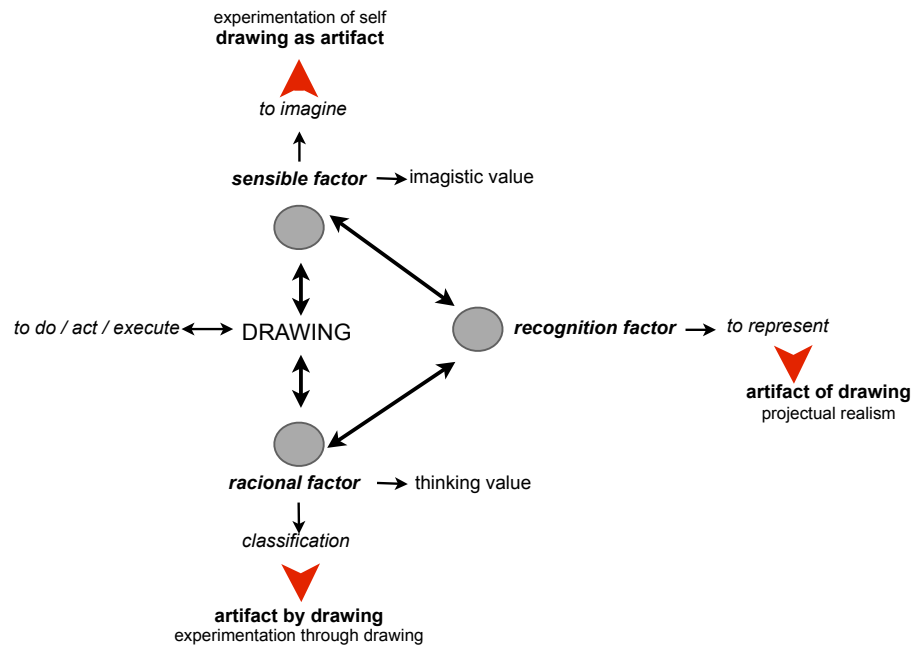 experimentation of self
drawing as artifact
to imagine
sensible factor
imagistic value
to do / act / execute
DRAWING
recognition factor
to represent
artifact of drawing
projectual realism
racional factor
thinking value
classification
artifact by drawing
experimentation through drawing